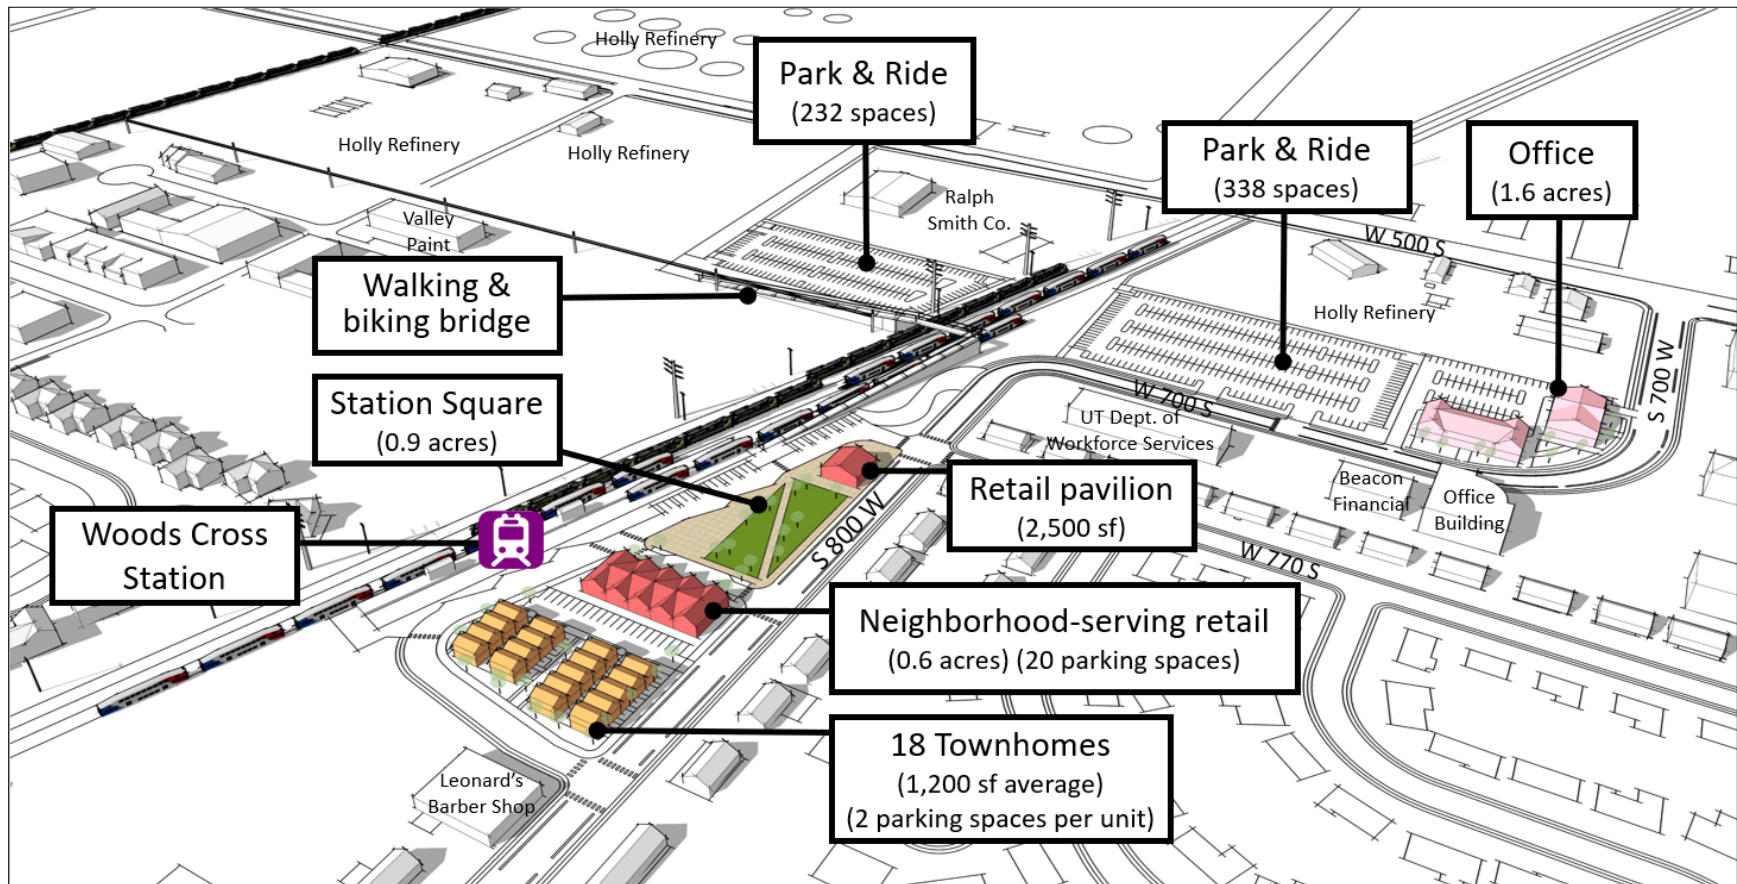 Holly Refinery
Park & Ride
(232 spaces)
Park & Ride
(338 spaces)
Office
(1.6 acres)
Holly Refinery
Holly Refinery
Ralph
Smith Co.
Valley
Paint
W 500 S
Walking &
biking bridge
Holly Refinery
S 700 W
Station Square
(0.9 acres)
W 700 S
UT Dept. of
Workforce Services
Retail pavilion
(2,500 sf)
Beacon
Financial
Office
Building
Woods Cross
Station
S 800 W
W 770 S
Neighborhood-serving retail
(0.6 acres) (20 parking spaces)
18 Townhomes
(1,200 sf average)
(2 parking spaces per unit)
Leonard's
Barber Shop